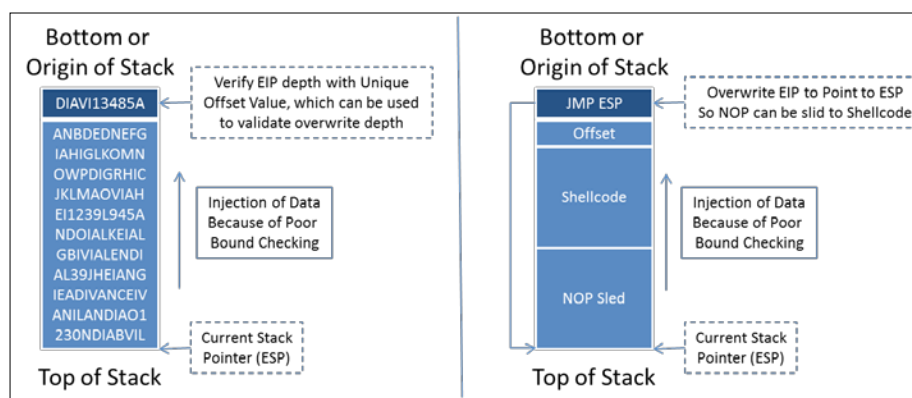 Bottom or
Origin of Stack
DIAVI13485A
Verify EIP depth with Unique
Offset Value, which can be used
to validate overwrite depth
ANBDEDNEFG
IAHIGLKOMN
OWPDIGRHIC
JKLMAOVIAH
EI1239L945A
NDOIALKEIAL
GBIVIALENDI
AL39JHEIANG
IEADIVANCEIV
ANILANDIAO1
230NDIABVIL
Injection of Data
Because of Poor
Bound Checking
Current Stack
Pointer (ESP)
Top of Stack
Bottom or
Origin of Stack
JMP ESP
Overwrite EIP to Point to ESP
So NOP can be slid to Shellcode
Offset
Shellcode
Injection of Data
Because of Poor
Bound Checking
NOP Sled
Current Stack
Pointer (ESP)
Top of Stack